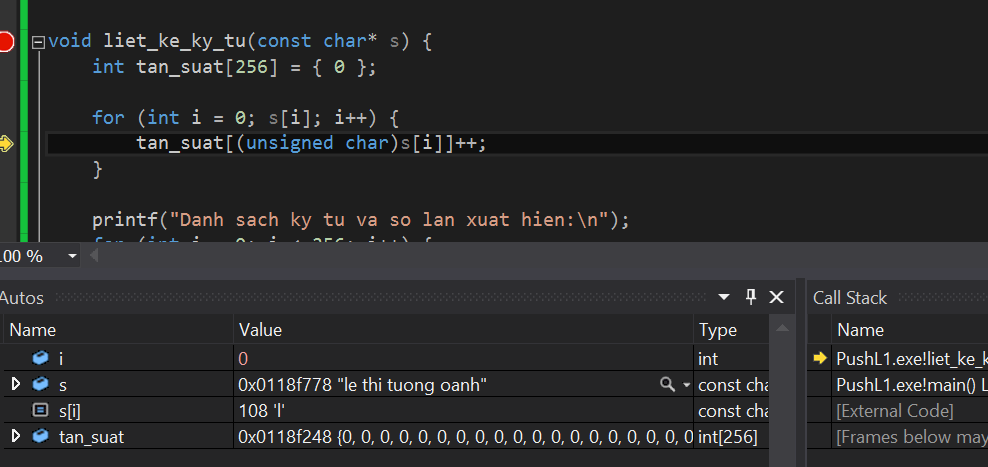 void liet_ke_ky_tu(const char* s) {
int tan_suat[256] = { 0 };
for (int i = 0; s[i]; i++) {
tan_suat[(unsigned char)s[i]]++;
}
printf("Danh sach ky tu va so lan xuat hien:\n");
for (int i = 0; i < 256; i++) {
.00 %
Autos
Name Value Type
i 0 int
s 0x0118f778 "le thi tuong oanh" const cha
s[i] 108 'l' const cha
tan_suat 0x0118f248 {0, 0, 0, 0, 0, 0, 0, 0, 0, 0, 0, 0, 0, 0, 0, 0, 0, 0 int[256]
Call Stack
Name
PushL1.exe!liet_ke_k
PushL1.exe!main() L
[External Code]
[Frames below may